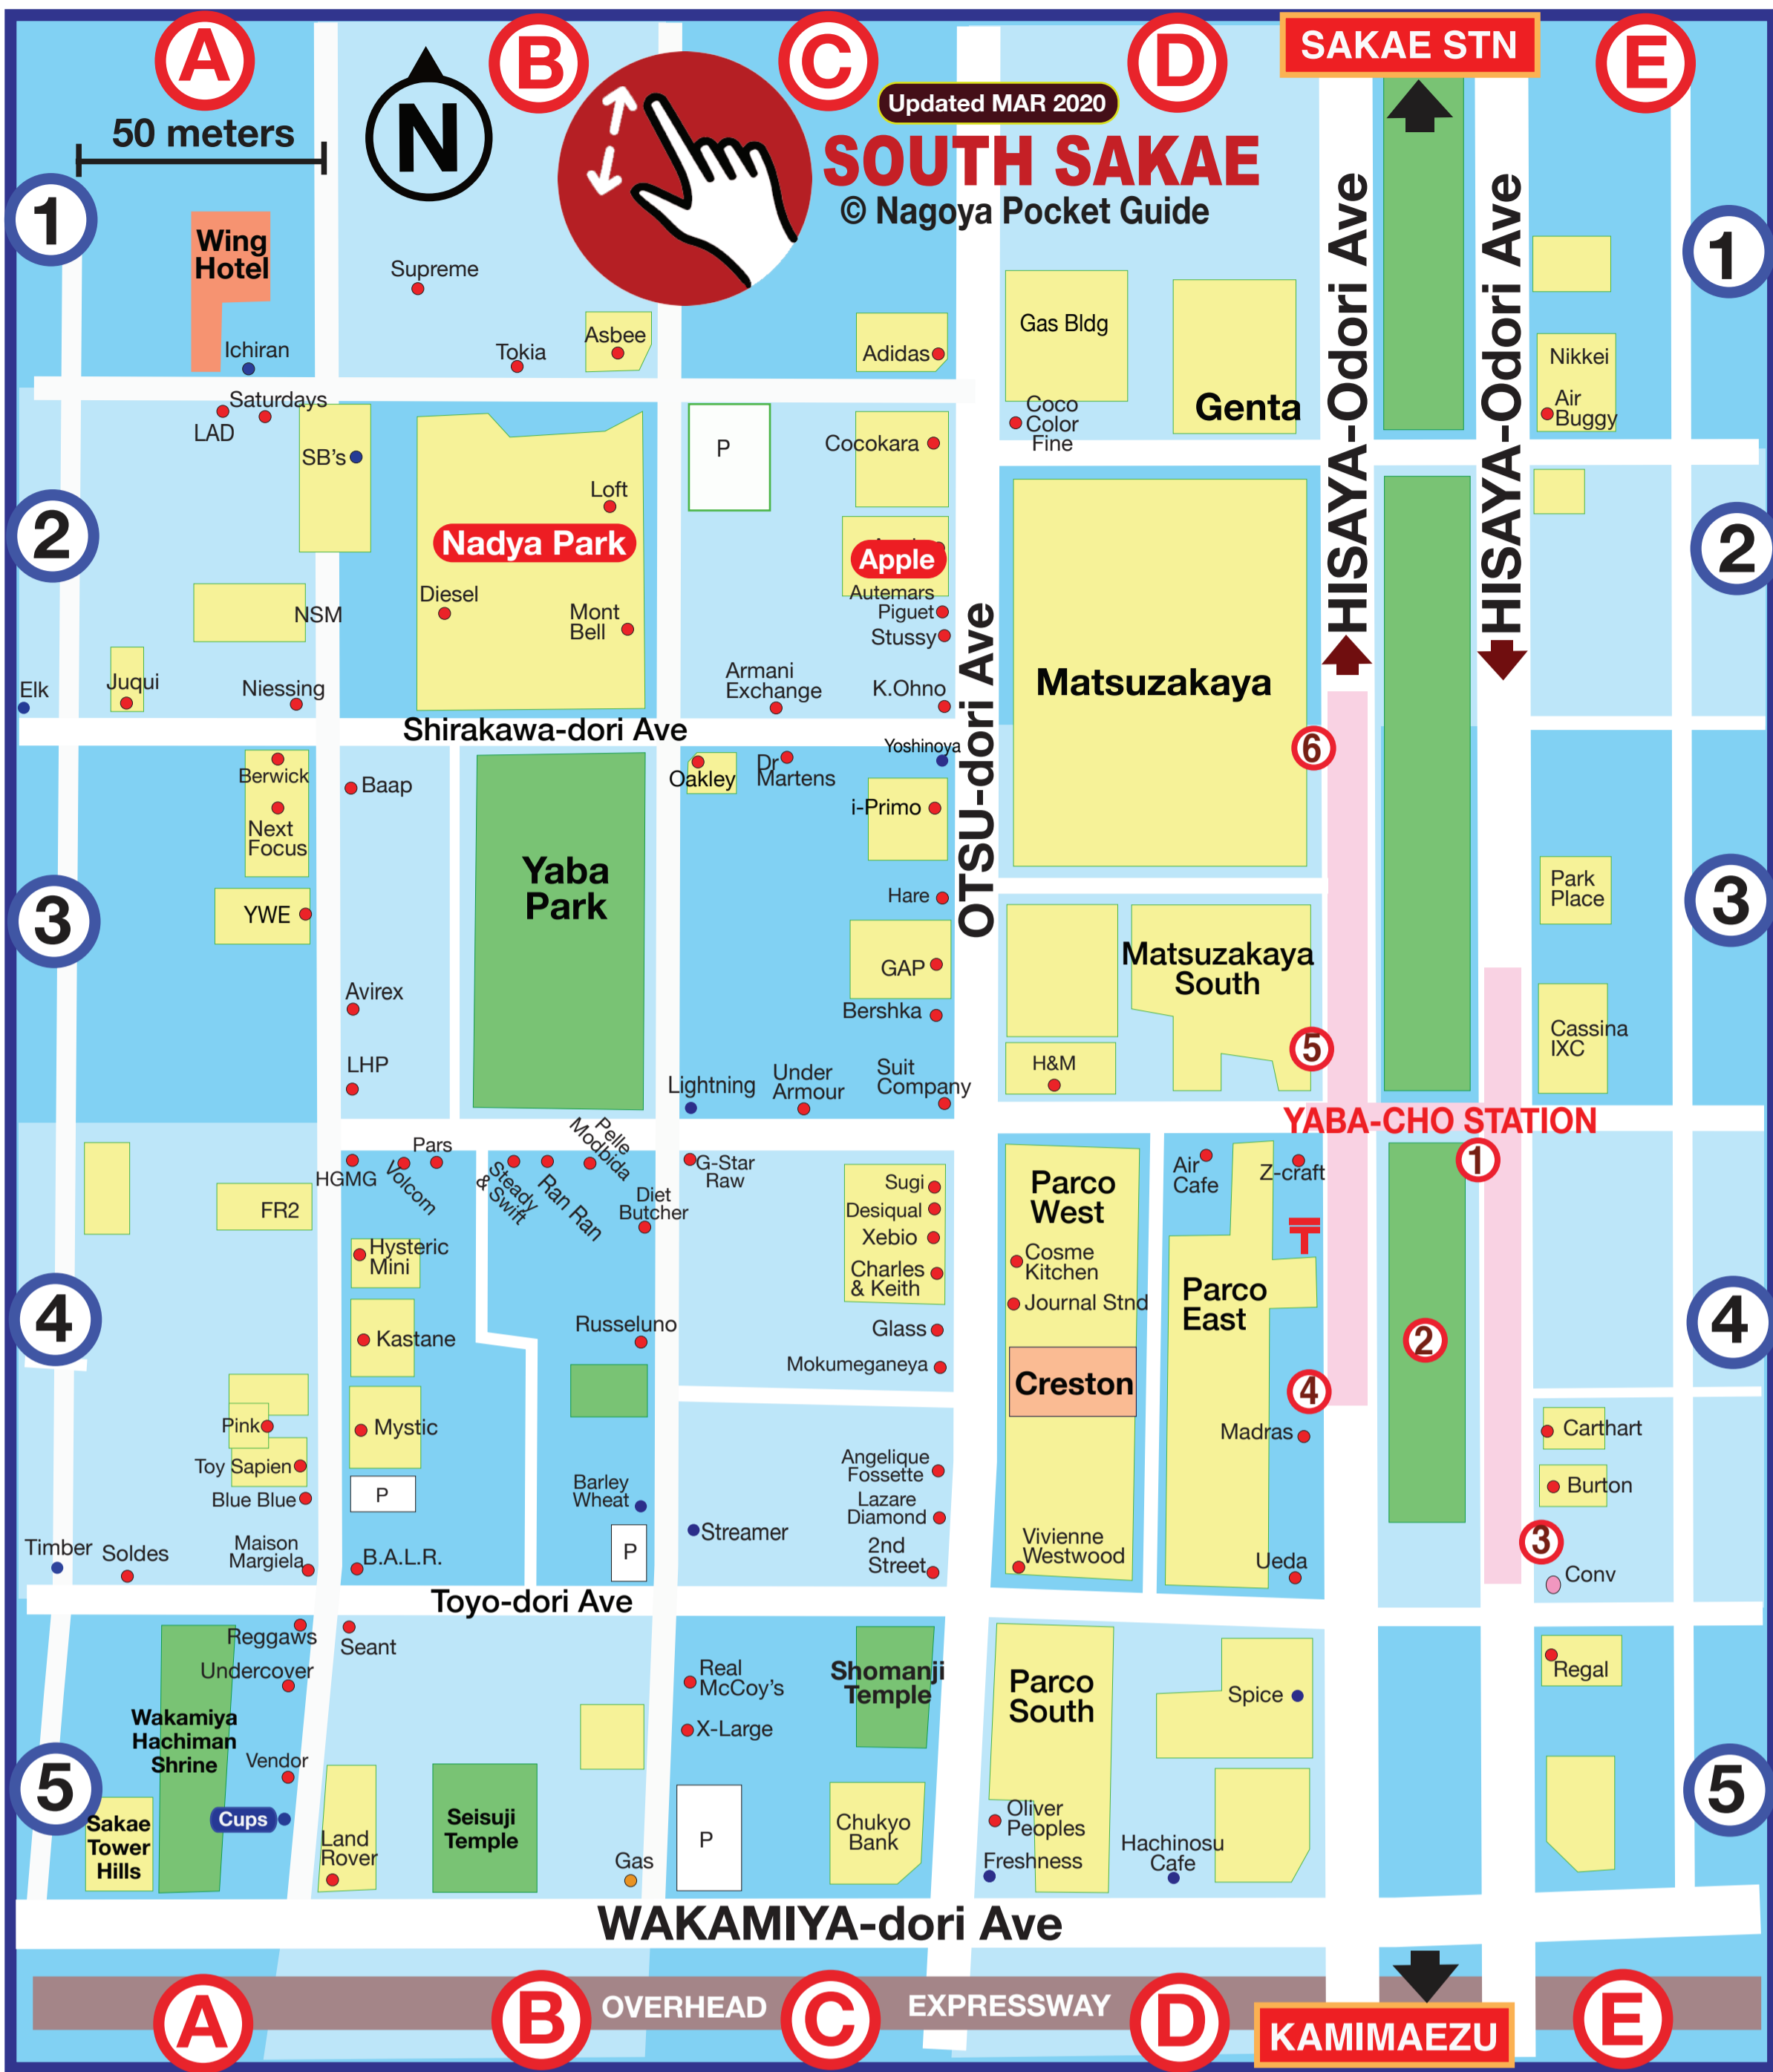 A
B
C
D
SAKAE STN
E
50 meters
N
Updated MAR 2020
SOUTH SAKAE
© Nagoya Pocket Guide
1
1
HISAYA-Odori Ave
HISAYA-Odori Ave
Wing
Hotel
Supreme
Ichiran
Tokia
Asbee
Adidas
Gas Bldg
Genta
Nikkei
Air
Buggy
Saturdays
LAD
SB's
P
Cocokara
Coco
Color
Fine
2
2
Loft
Nadya Park
Apple
Diesel
Mont
Bell
Autemars
Piguet
Stussy
NSM
Elk
Juqui
Niessing
Armani
Exchange
K.Ohno
OTSU-dori Ave
Matsuzakaya
Shirakawa-dori Ave
6
Berwick
Next
Focus
Baap
Oakley
Dr
Martens
Yoshinoya
i-Primo
Yaba
Park
3
3
YWE
Hare
Park
Place
GAP
Matsuzakaya
South
Avirex
Bershka
Cassina
IXC
5
LHP
Lightning
Under
Armour
Suit
Company
H&M
YABA-CHO STATION
1
HGMG
Volcom
Pars
Steady
& Swift
Ran Ran
Pelle
Modbida
Diet
Butcher
G-Star
Raw
Sugi
Desiqual
Xebio
Charles
& Keith
Parco
West
Air
Cafe
Z-craft
〒
FR2
Hysteric
Mini
Cosme
Kitchen
Journal Stnd
Parco
East
4
4
Kastane
Russeluno
Glass
Mokumeganeya
2
Creston
4
Pink
Mystic
Madras
Carthart
Toy Sapien
Blue Blue
P
Barley
Wheat
Angelique
Fossette
Lazare
Diamond
Burton
Timber
Soldes
Maison
Margiela
B.A.L.R.
P
Streamer
2nd
Street
Vivienne
Westwood
Ueda
3
Conv
Toyo-dori Ave
Reggaws
Seant
Undercover
Real
McCoy's
Shomanji
Temple
Parco
South
Spice
Regal
Wakamiya
Hachiman
Shrine
X-Large
Vendor
5
5
Cups
Sakae
Tower
Hills
Land
Rover
Seisuji
Temple
Gas
P
Chukyo
Bank
Oliver
Peoples
Freshness
Hachinosu
Cafe
WAKAMIYA-dori Ave
OVERHEAD EXPRESSWAY
A
B
C
D
KAMIMAEZU
E